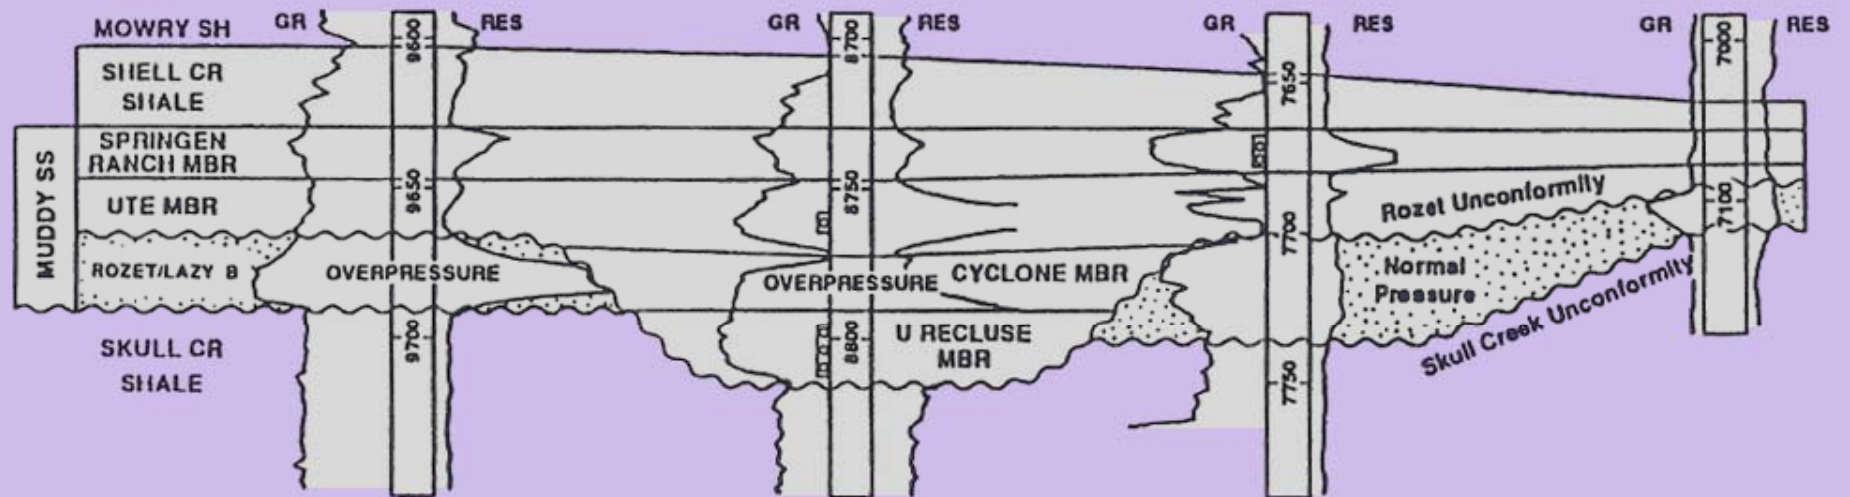 GR RES GR RES GR RES GR RES
MOWRY SH
SHELL CR
SHALE
SPRINGEN
RANCH MBR
UTE MBR
MUDDY SS
ROZET/LAZY B
SKULL CR
SHALE
9600
9650
9700
OVERPRESSURE
8700
8750
8800
OVERPRESSURE
CYCLONE MBR
U RECLUSE
MBR
7650
7700
7750
Rozet Unconformity
Normal
Pressure
Skull Creek Unconformity
7000
7100